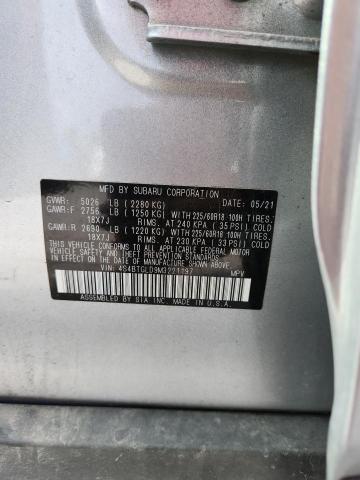 MFD BY SUBARU CORPORATION
GVWR: 5026 LB (2280 KG) DATE: 05/21
GAWR:F 2756 LB (1250 KG) WITH 225/60R18 100H TIRES,
18X7J RIMS, AT 240 KPA ( 35 PSI) COLD
GAWR:R 2690 LB (1220 KG) WITH 225/60R18 100H TIRES,
18X7J RIMS, AT 230 KPA ( 33 PSI) COLD
THIS VEHICLE CONFORMS TO ALL APPLICABLE FEDERAL MOTOR
VEHICLE SAFETY AND THEFT PREVENTION STANDARDS IN EFFECT
ON THE DATE OF MANUFACTURE SHOWN ABOVE.
VIN: MPV
ASSEMBLED BY SIA INC. MADE IN U.S.A.